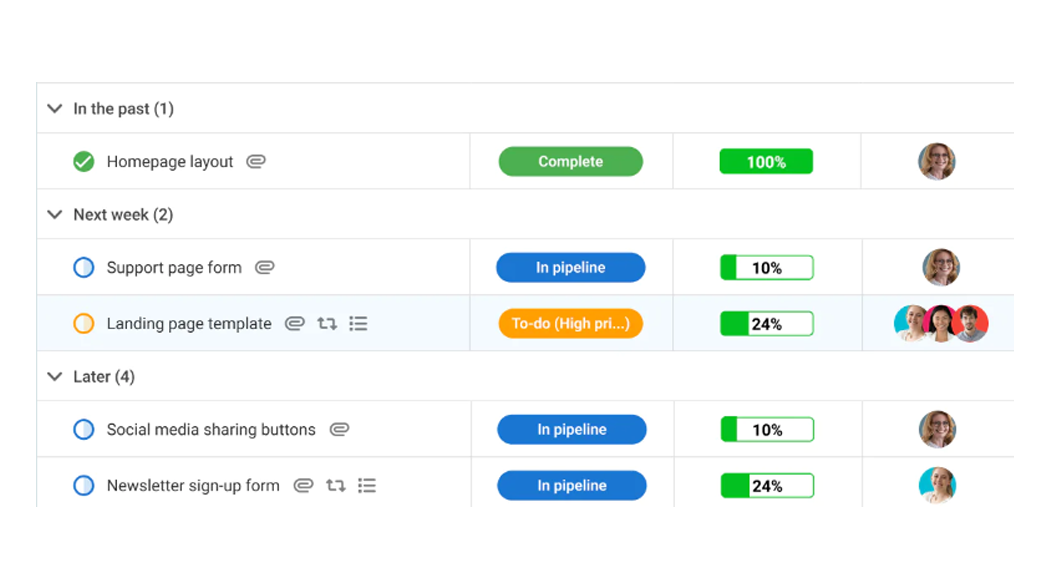 In the past (1)
Homepage layout Complete 100%
Next week (2)
Support page form In pipeline 10%
Landing page template To-do (High pri...) 24%
Later (4)
Social media sharing buttons In pipeline 10%
Newsletter sign-up form In pipeline 24%